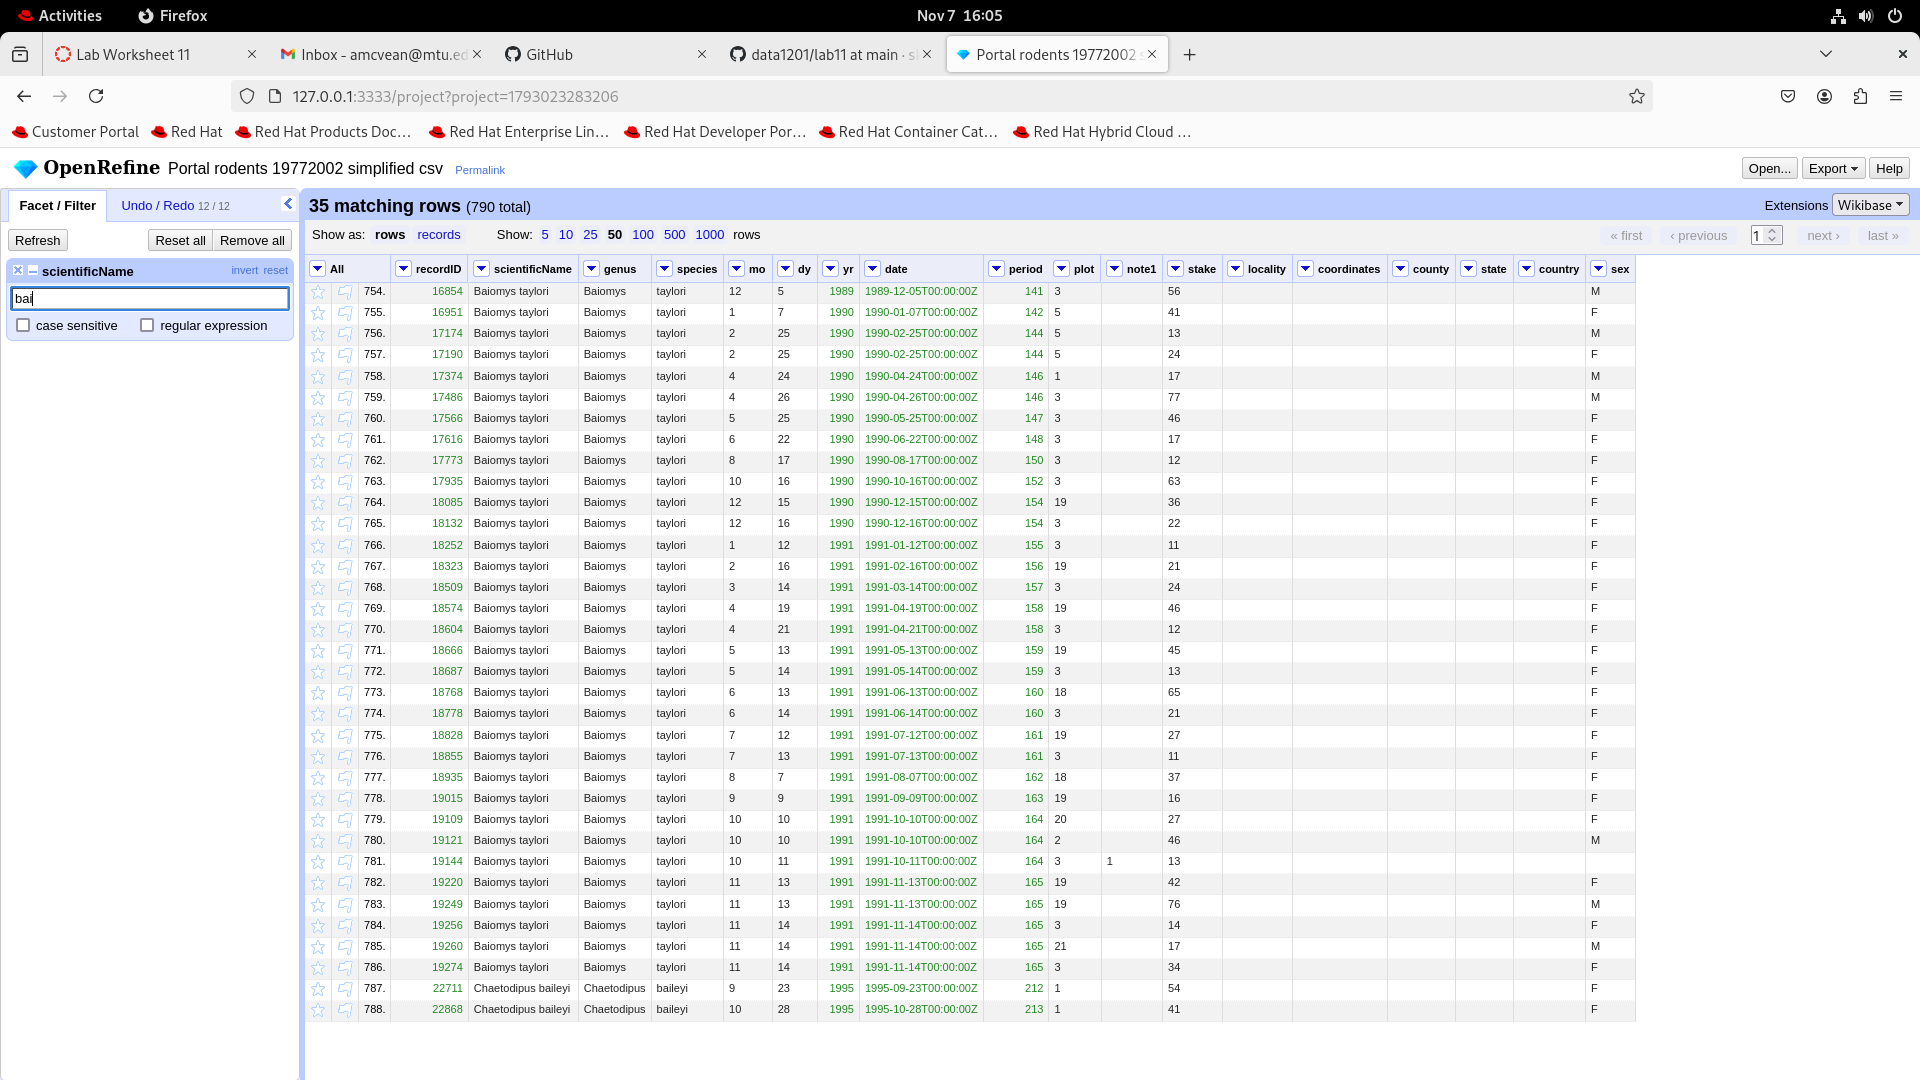 Activities Firefox Nov 7 16:05
Lab Worksheet 11 Inbox - amcvean@mtu.ed GitHub data1201/lab11 at main · sl Portal rodents 19772002 s
127.0.0.1:3333/project?project=1793023283206
Customer Portal Red Hat Red Hat Products Doc… Red Hat Enterprise Lin… Red Hat Developer Por… Red Hat Container Cat… Red Hat Hybrid Cloud …
OpenRefine Portal rodents 19772002 simplified csv Permalink Open... Export Help
Facet / Filter Undo / Redo 12 / 12 35 matching rows (790 total) Extensions Wikibase
Refresh Reset all Remove all Show as: rows records Show: 5 10 25 50 100 500 1000 rows « first ‹ previous 1 next › last »
scientificName invert reset
bai
case sensitive regular expression
All recordID scientificName genus species mo dy yr date period plot note1 stake locality coordinates county state country sex
754. 16854 Baiomys taylori Baiomys taylori 12 5 1989 1989-12-05T00:00:00Z 141 3 56 M
755. 16951 Baiomys taylori Baiomys taylori 1 7 1990 1990-01-07T00:00:00Z 142 5 41 F
756. 17174 Baiomys taylori Baiomys taylori 2 25 1990 1990-02-25T00:00:00Z 144 5 13 M
757. 17190 Baiomys taylori Baiomys taylori 2 25 1990 1990-02-25T00:00:00Z 144 5 24 F
758. 17374 Baiomys taylori Baiomys taylori 4 24 1990 1990-04-24T00:00:00Z 146 1 17 M
759. 17486 Baiomys taylori Baiomys taylori 4 26 1990 1990-04-26T00:00:00Z 146 3 77 M
760. 17566 Baiomys taylori Baiomys taylori 5 25 1990 1990-05-25T00:00:00Z 147 3 46 F
761. 17616 Baiomys taylori Baiomys taylori 6 22 1990 1990-06-22T00:00:00Z 148 3 17 F
762. 17773 Baiomys taylori Baiomys taylori 8 17 1990 1990-08-17T00:00:00Z 150 3 12 F
763. 17935 Baiomys taylori Baiomys taylori 10 16 1990 1990-10-16T00:00:00Z 152 3 63 F
764. 18085 Baiomys taylori Baiomys taylori 12 15 1990 1990-12-15T00:00:00Z 154 19 36 F
765. 18132 Baiomys taylori Baiomys taylori 12 16 1990 1990-12-16T00:00:00Z 154 3 22 F
766. 18252 Baiomys taylori Baiomys taylori 1 12 1991 1991-01-12T00:00:00Z 155 3 11 F
767. 18323 Baiomys taylori Baiomys taylori 2 16 1991 1991-02-16T00:00:00Z 156 19 21 F
768. 18509 Baiomys taylori Baiomys taylori 3 14 1991 1991-03-14T00:00:00Z 157 3 24 F
769. 18574 Baiomys taylori Baiomys taylori 4 19 1991 1991-04-19T00:00:00Z 158 19 46 F
770. 18604 Baiomys taylori Baiomys taylori 4 21 1991 1991-04-21T00:00:00Z 158 3 12 F
771. 18666 Baiomys taylori Baiomys taylori 5 13 1991 1991-05-13T00:00:00Z 159 19 45 F
772. 18687 Baiomys taylori Baiomys taylori 5 14 1991 1991-05-14T00:00:00Z 159 3 13 F
773. 18768 Baiomys taylori Baiomys taylori 6 13 1991 1991-06-13T00:00:00Z 160 18 65 F
774. 18778 Baiomys taylori Baiomys taylori 6 14 1991 1991-06-14T00:00:00Z 160 3 21 F
775. 18828 Baiomys taylori Baiomys taylori 7 12 1991 1991-07-12T00:00:00Z 161 19 27 F
776. 18855 Baiomys taylori Baiomys taylori 7 13 1991 1991-07-13T00:00:00Z 161 3 11 F
777. 18935 Baiomys taylori Baiomys taylori 8 7 1991 1991-08-07T00:00:00Z 162 18 37 F
778. 19015 Baiomys taylori Baiomys taylori 9 9 1991 1991-09-09T00:00:00Z 163 19 16 F
779. 19109 Baiomys taylori Baiomys taylori 10 10 1991 1991-10-10T00:00:00Z 164 20 27 F
780. 19121 Baiomys taylori Baiomys taylori 10 10 1991 1991-10-10T00:00:00Z 164 2 46 M
781. 19144 Baiomys taylori Baiomys taylori 10 11 1991 1991-10-11T00:00:00Z 164 3 1 13
782. 19220 Baiomys taylori Baiomys taylori 11 13 1991 1991-11-13T00:00:00Z 165 19 42 F
783. 19249 Baiomys taylori Baiomys taylori 11 13 1991 1991-11-13T00:00:00Z 165 19 76 M
784. 19256 Baiomys taylori Baiomys taylori 11 14 1991 1991-11-14T00:00:00Z 165 3 14 F
785. 19260 Baiomys taylori Baiomys taylori 11 14 1991 1991-11-14T00:00:00Z 165 21 17 M
786. 19274 Baiomys taylori Baiomys taylori 11 14 1991 1991-11-14T00:00:00Z 165 3 34 F
787. 22711 Chaetodipus baileyi Chaetodipus baileyi 9 23 1995 1995-09-23T00:00:00Z 212 1 54 F
788. 22868 Chaetodipus baileyi Chaetodipus baileyi 10 28 1995 1995-10-28T00:00:00Z 213 1 41 F